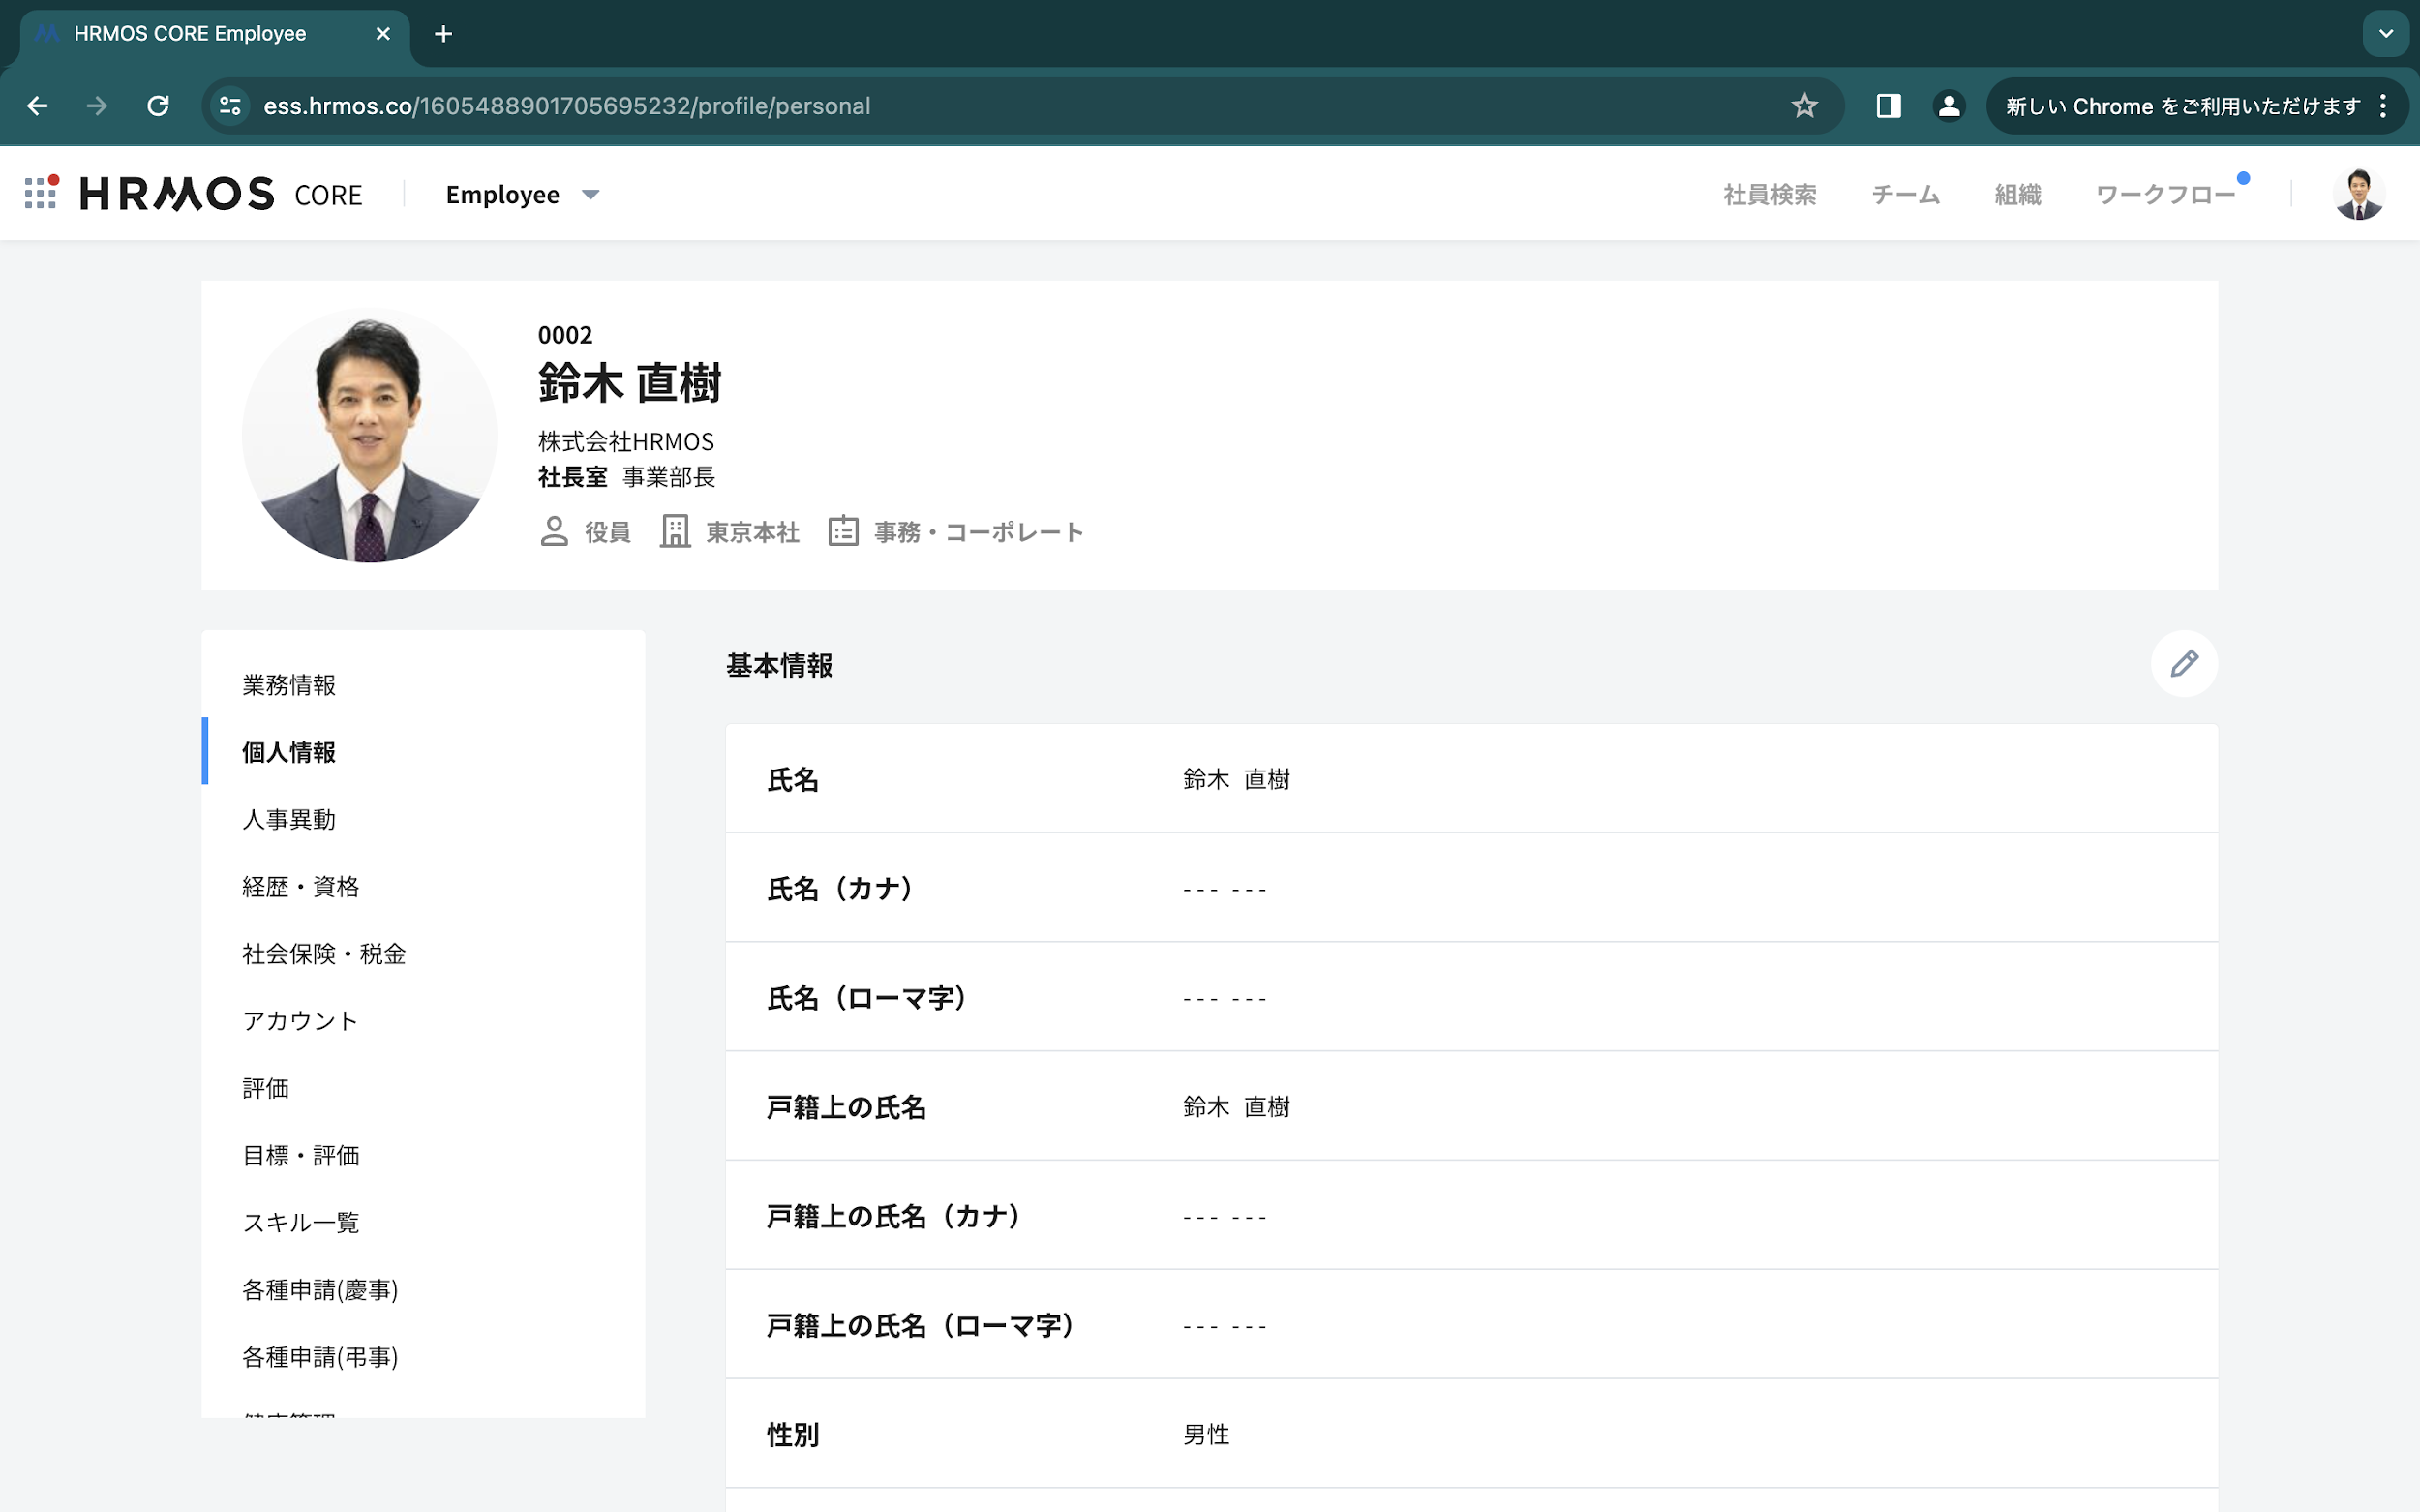 HRMOS CORE Employee
ess.hrmos.co/1605488901705695232/profile/personal
新しい Chrome をご利用いただけます
HRMOS CORE
Employee
社員検索
チーム
組織
ワークフロー
0002
鈴木 直樹
株式会社HRMOS
社長室 事業部長
役員 東京本社 事務・コーポレート
業務情報
個人情報
人事異動
経歴・資格
社会保険・税金
アカウント
評価
目標・評価
スキル一覧
各種申請(慶事)
各種申請(弔事)
基本情報
氏名 鈴木 直樹
氏名（カナ） --- ---
氏名（ローマ字） --- ---
戸籍上の氏名 鈴木 直樹
戸籍上の氏名（カナ） --- ---
戸籍上の氏名（ローマ字） --- ---
性別 男性